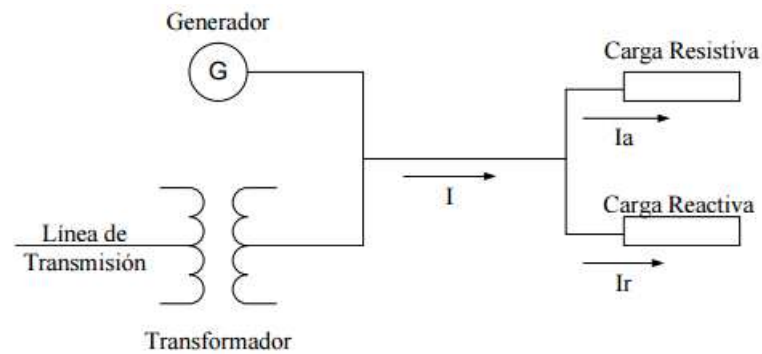 Generador
G
Carga Resistiva
Ia
I
Carga Reactiva
Ir
Línea de
Transmisión
Transformador